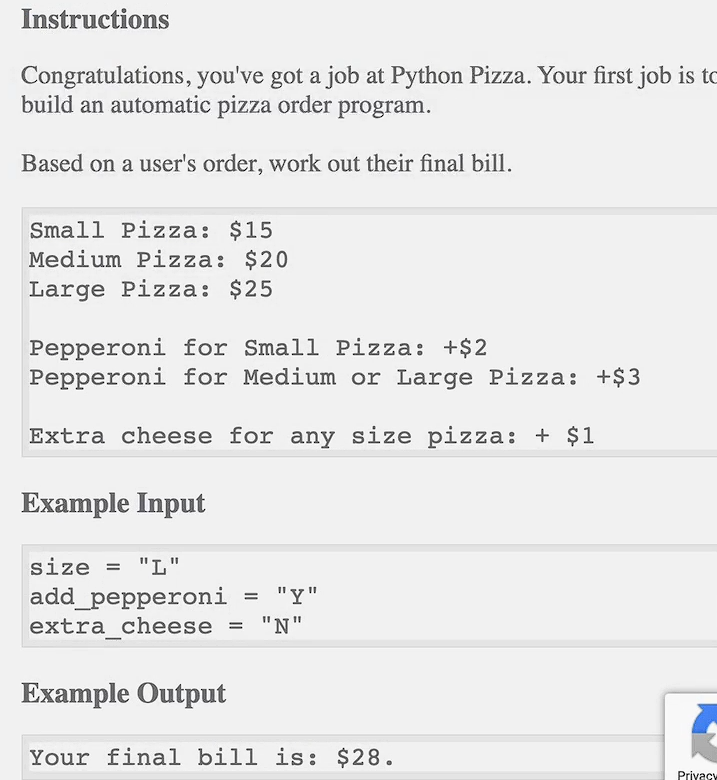 Instructions
Congratulations, you've got a job at Python Pizza. Your first job is to
build an automatic pizza order program.
Based on a user's order, work out their final bill.
Small Pizza: $15
Medium Pizza: $20
Large Pizza: $25
Pepperoni for Small Pizza: +$2
Pepperoni for Medium or Large Pizza: +$3
Extra cheese for any size pizza: + $1
Example Input
size = "L"
add_pepperoni = "Y"
extra_cheese = "N"
Example Output
Your final bill is: $28.
Privacy